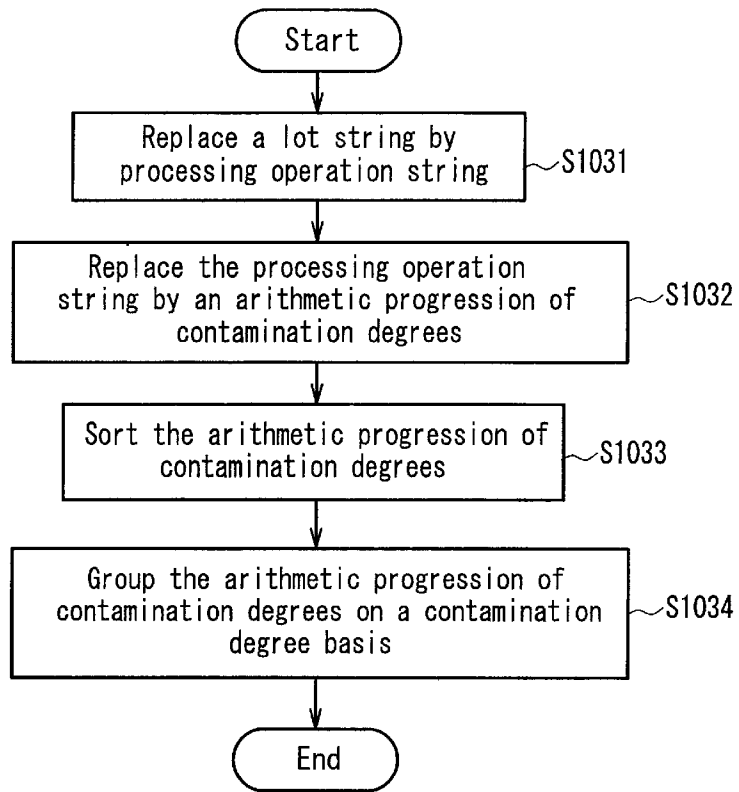 Start
Replace a lot string by
processing operation string
S1031
Replace the processing operation
string by an arithmetic progression of
contamination degrees
S1032
Sort the arithmetic progression of
contamination degrees
S1033
Group the arithmetic progression of
contamination degrees on a contamination
degree basis
S1034
End